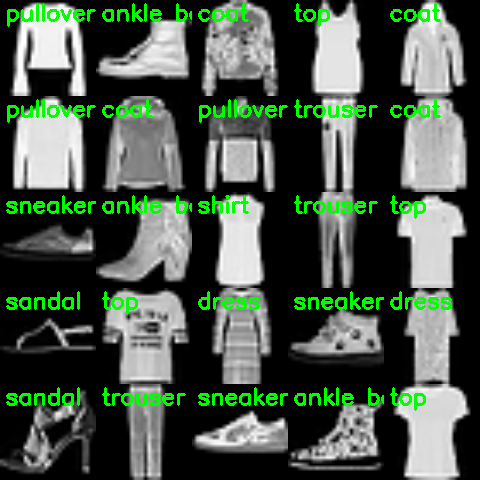 pullover ankle b coat top coat
pullover coat pullover trouser coat
sneaker ankle b shirt trouser top
sandal top dress sneaker dress
sandal trouser sneaker ankle b top